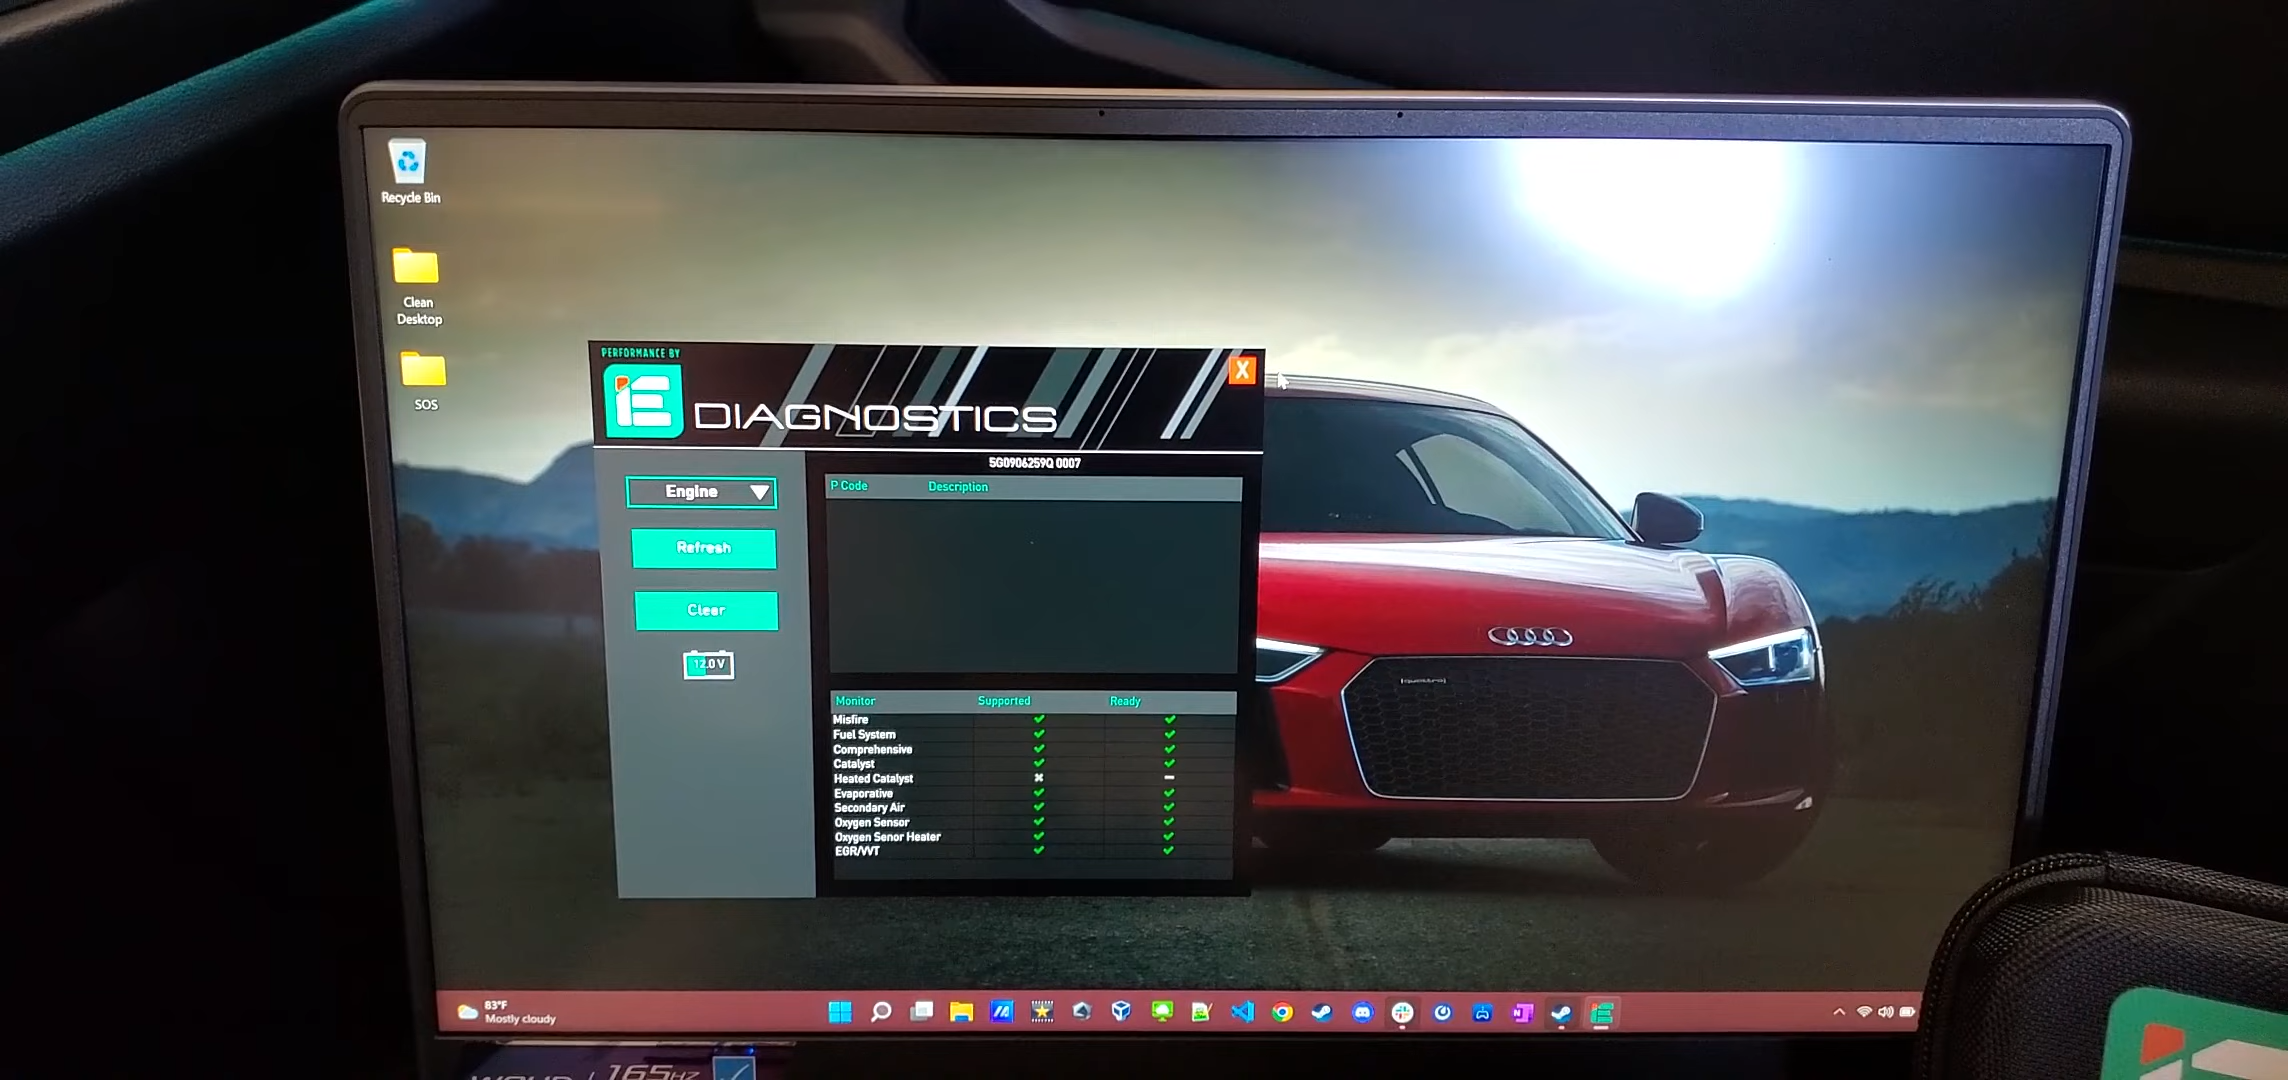 Recycle Bin
Clean
Desktop
SOS
PERFORMANCE BY
iE
DIAGNOSTICS
X
5G0906259Q 0007
Engine
Refresh
Clear
12.0 V
P Code Description
Monitor Supported Ready
Misfire
Fuel System
Comprehensive
Catalyst
Heated Catalyst
Evaporative
Secondary Air
Oxygen Sensor
Oxygen Senor Heater
EGR/VVT
quattro
83°F
Mostly cloudy
165Hz